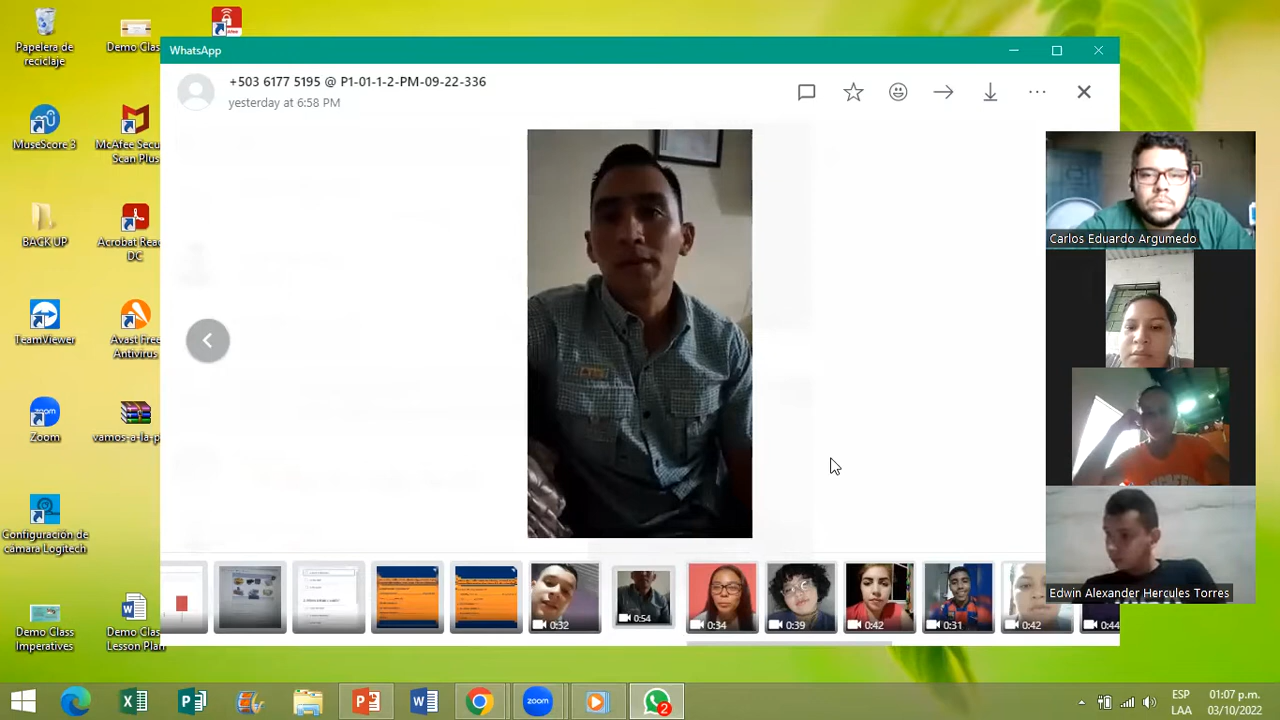 Papelera de
reciclaje
Demo Clas
WhatsApp
+503 6177 5195 @ P1-01-1-2-PM-09-22-336
yesterday at 6:58 PM
MuseScore 3
McAfee Secu
Scan Plus
BACK UP
Acrobat Rea
DC
TeamViewer
Avast Free
Antivirus
Zoom
vamos-a-la-p
Configuración de
cámara Logitech
Demo Class
Imperatives
Demo Cla
Lesson Plan
Carlos Eduardo Argumedo
Edwin Alexander Hercules Torres
0:32
0:54
0:34
0:39
0:42
0:31
0:42
0:44
zoom
2
ESP
LAA
01:07 p.m.
03/10/2022